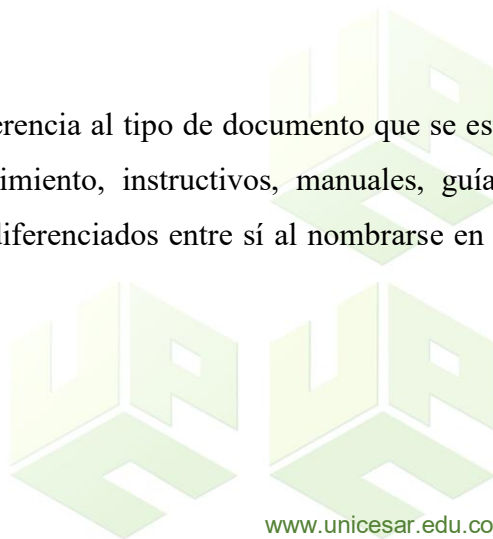 erencia al tipo de documento que se es
imiento, instructivos, manuales, guía
diferenciados entre sí al nombrarse en
www.unicesar.edu.co